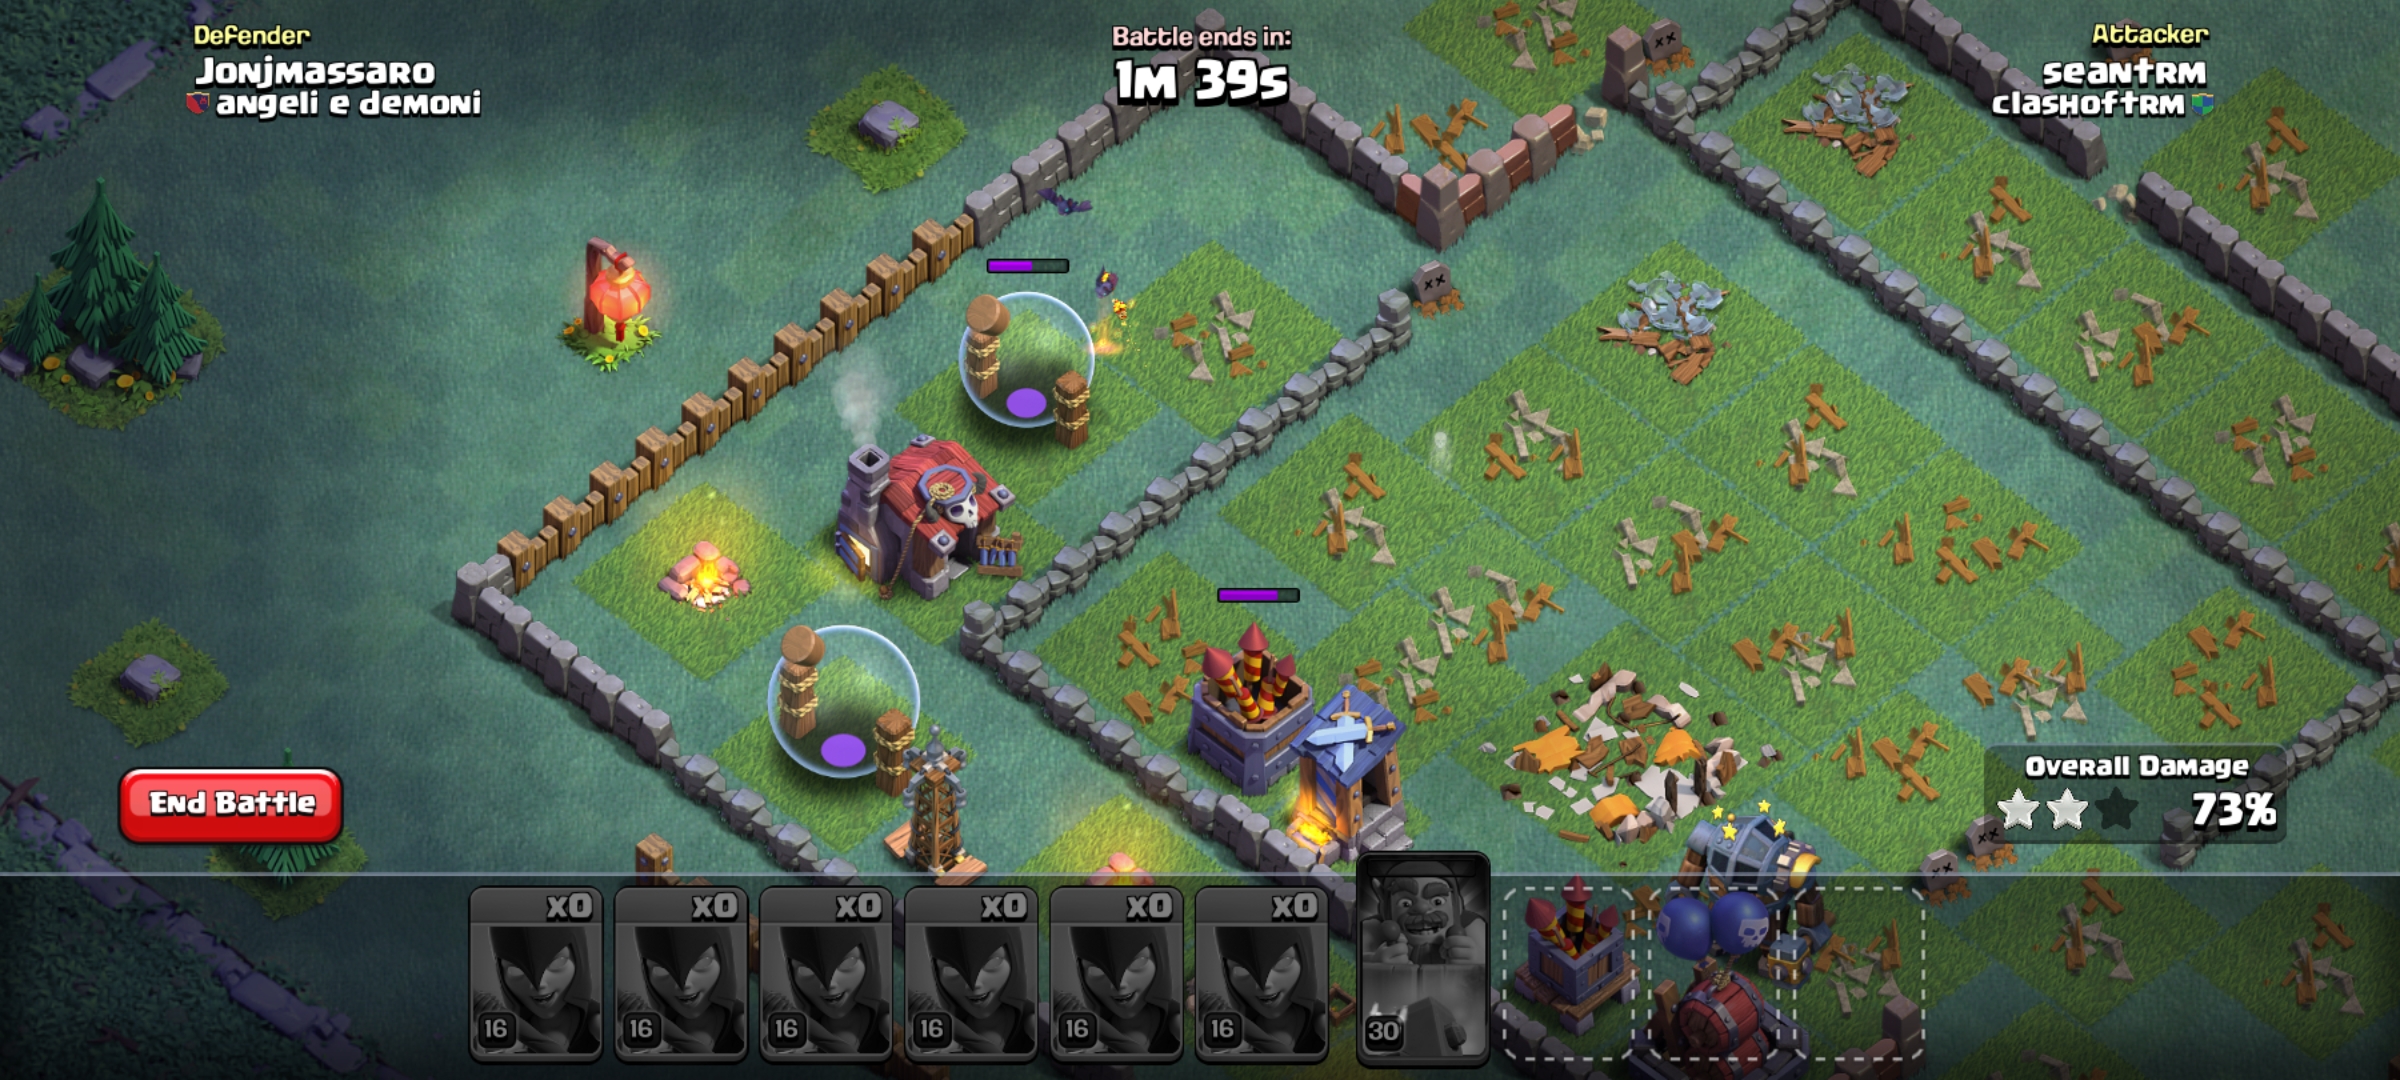 Defender
Jonjmassaro
angeli e demoni
Battle ends in:
1m 39s
Attacker
seantRM
clashoftRM
End Battle
Overall Damage
73%
x0
x0
x0
x0
x0
x0
16
16
16
16
16
16
30